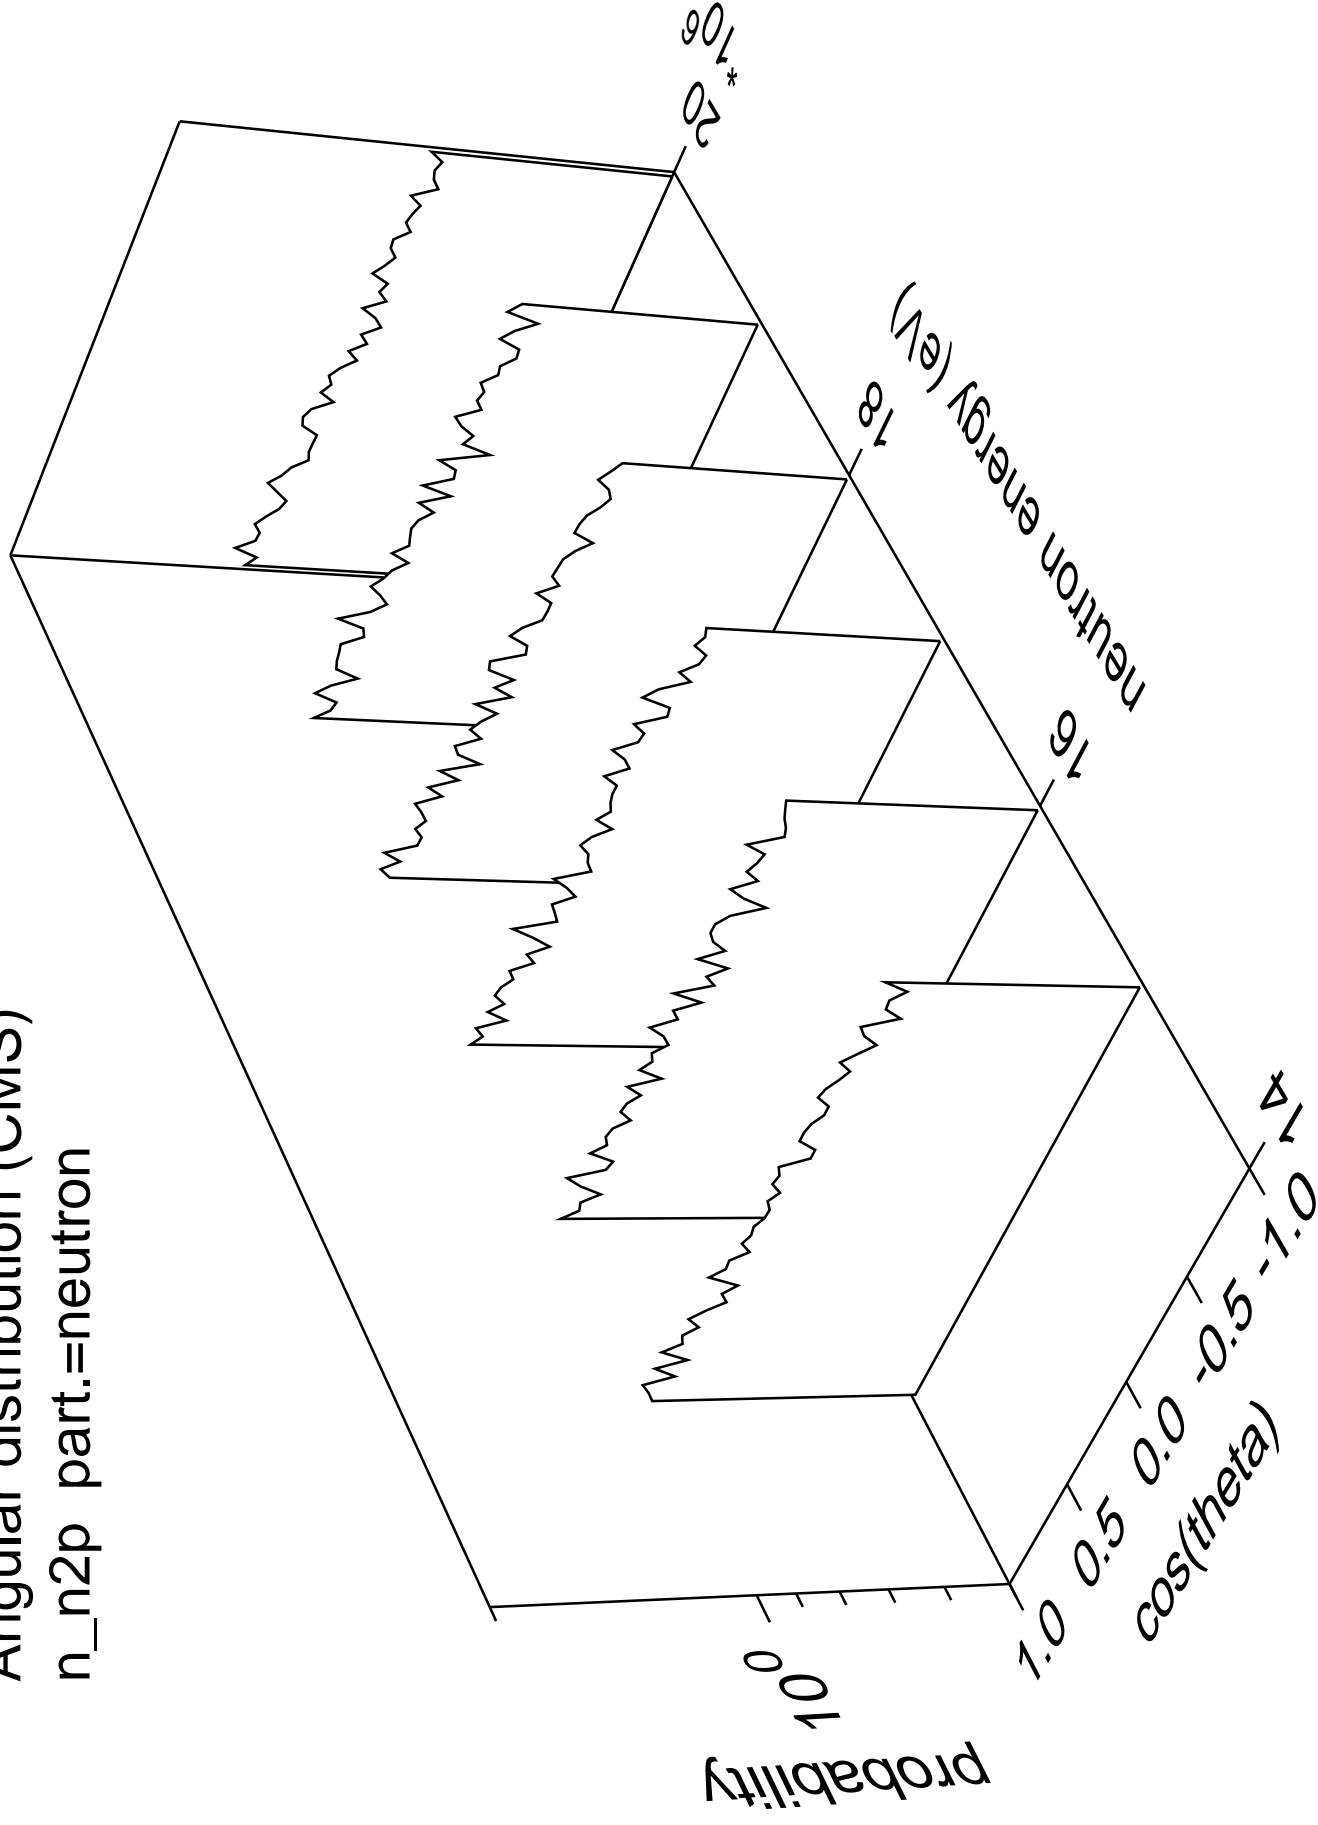 Angular distribution (CMS)
n_n2p part.=neutron
probability
10^0
1.0 0.5 0.0 -0.5 -1.0
cos(theta)
14 16 18 20
*10^6
neutron energy (eV)